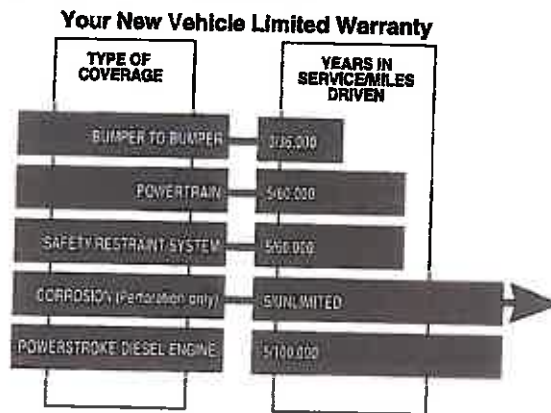 Your New Vehicle Limited Warranty
TYPE OF
COVERAGE
YEARS IN
SERVICE/MILES
DRIVEN
BUMPER TO BUMPER
3/36,000
POWERTRAIN
5/60,000
SAFETY RESTRAINT SYSTEM
5/60,000
CORROSION (Perforation only)
5/UNLIMITED
POWERSTROKE DIESEL ENGINE
5/100,000